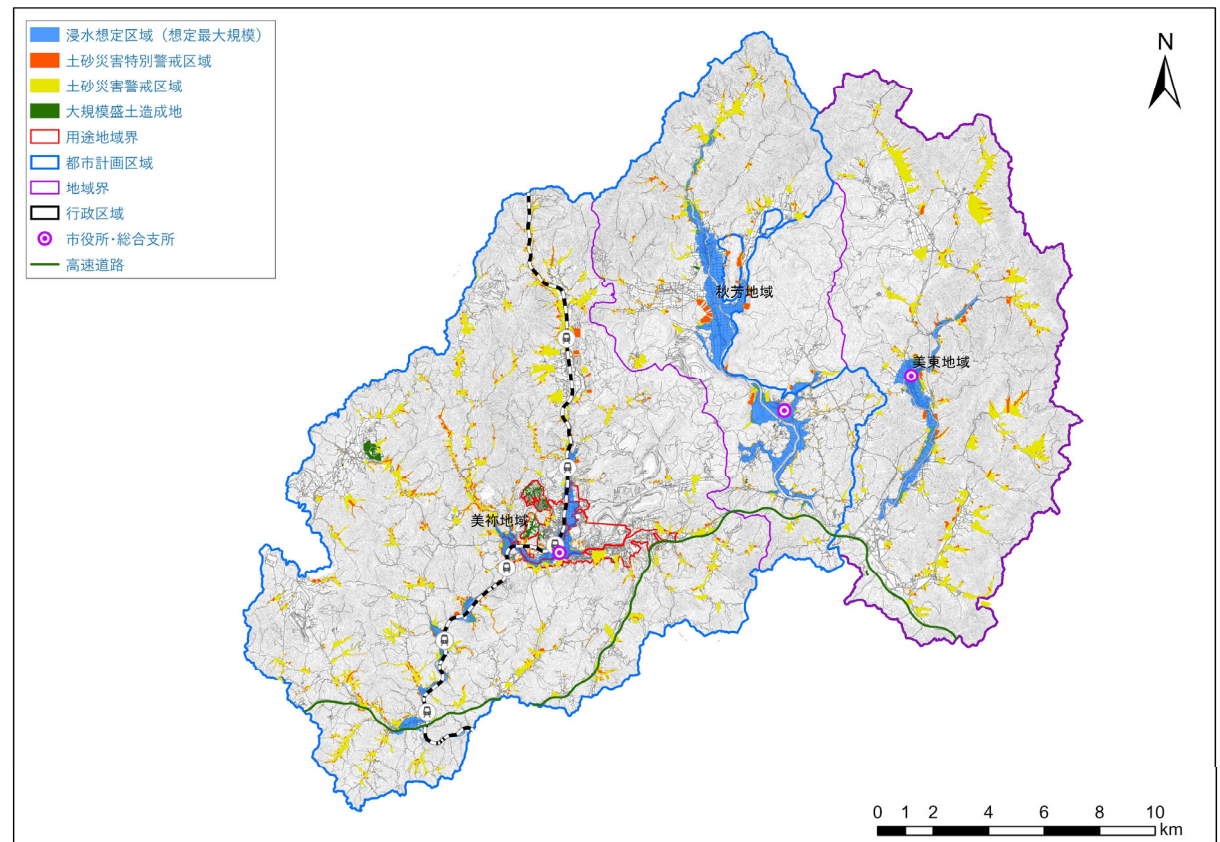 浸水想定区域（想定最大規模）
土砂災害特別警戒区域
土砂災害警戒区域
大規模盛土造成地
用途地域界
都市計画区域
地域界
行政区域
市役所・総合支所
高速道路
N
秋芳地域
美東地域
美祢地域
0 1 2 4 6 8 10
km